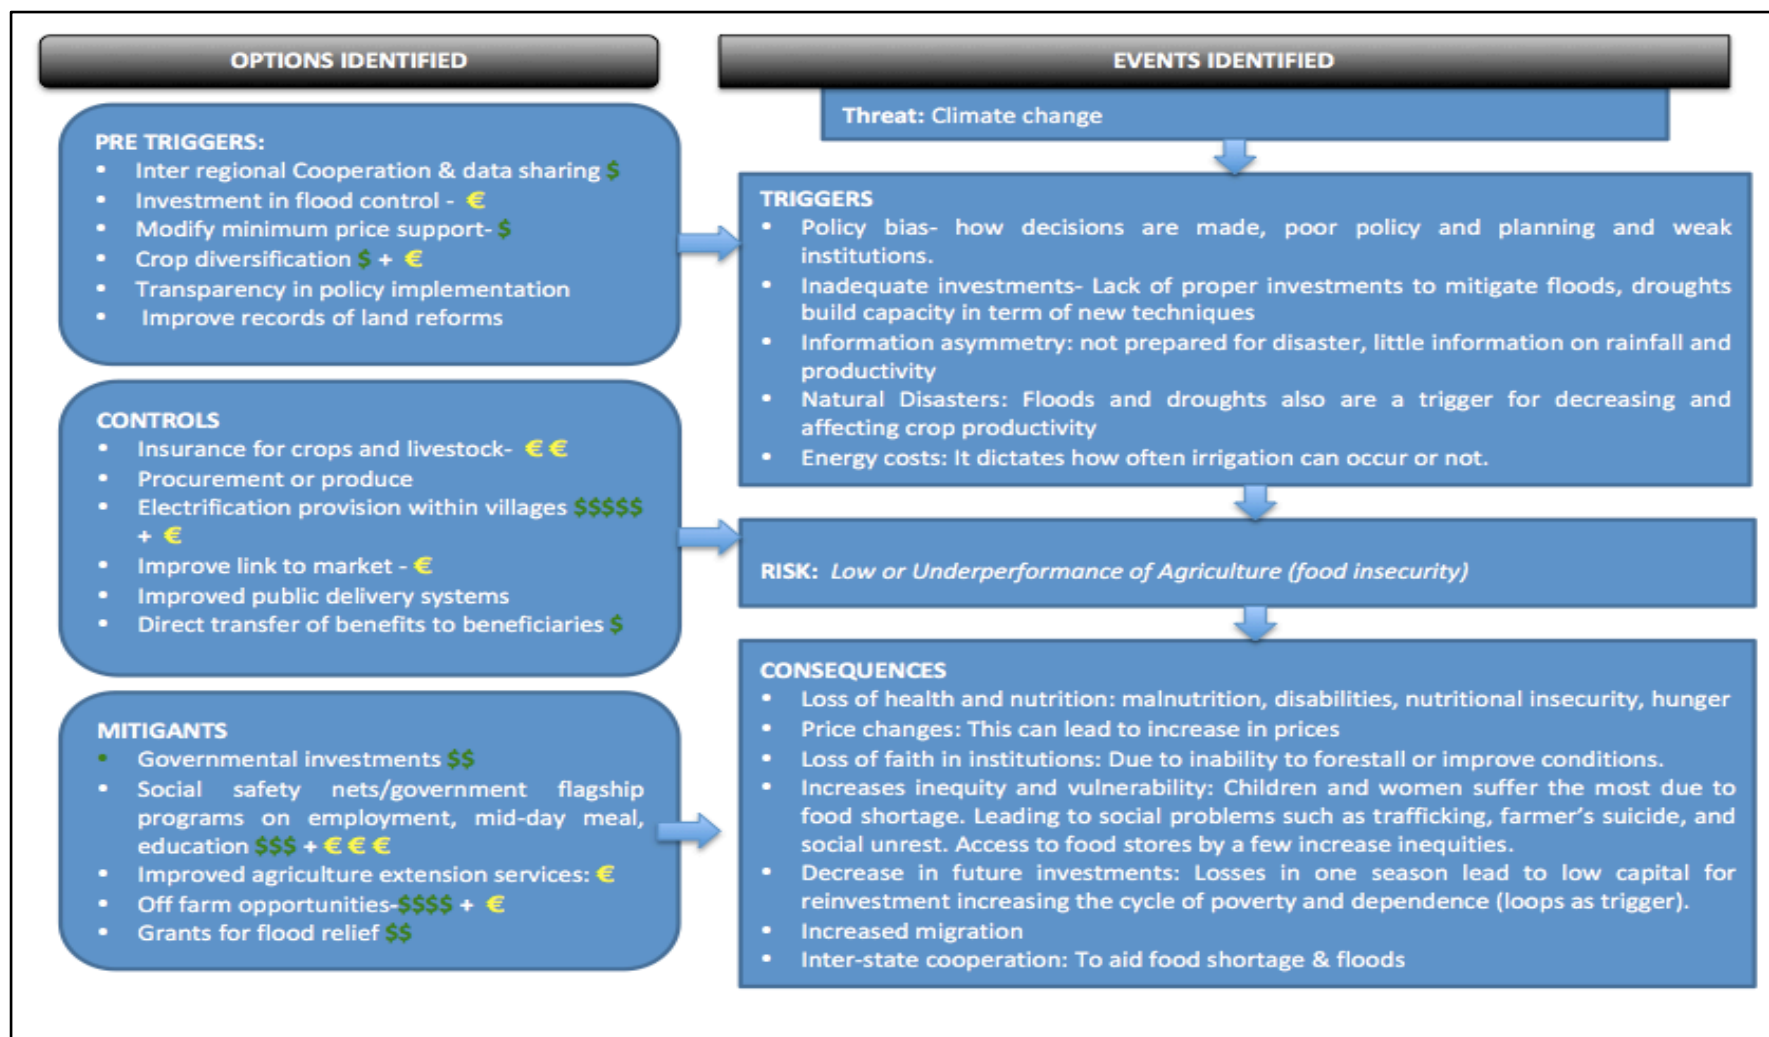 OPTIONS IDENTIFIED
PRE TRIGGERS:
• Inter regional Cooperation & data sharing $
• Investment in flood control - €
• Modify minimum price support- $
• Crop diversification $ + €
• Transparency in policy implementation
• Improve records of land reforms
CONTROLS
• Insurance for crops and livestock- € €
• Procurement or produce
• Electrification provision within villages $$$$$
+ €
• Improve link to market - €
• Improved public delivery systems
• Direct transfer of benefits to beneficiaries $
MITIGANTS
• Governmental investments $$
• Social safety nets/government flagship
programs on employment, mid-day meal,
education $$$ + € € €
• Improved agriculture extension services: €
• Off farm opportunities-$$$$ + €
• Grants for flood relief $$
EVENTS IDENTIFIED
Threat: Climate change
TRIGGERS
• Policy bias- how decisions are made, poor policy and planning and weak
institutions.
• Inadequate investments- Lack of proper investments to mitigate floods, droughts
build capacity in term of new techniques
• Information asymmetry: not prepared for disaster, little information on rainfall and
productivity
• Natural Disasters: Floods and droughts also are a trigger for decreasing and
affecting crop productivity
• Energy costs: It dictates how often irrigation can occur or not.
RISK: Low or Underperformance of Agriculture (food insecurity)
CONSEQUENCES
• Loss of health and nutrition: malnutrition, disabilities, nutritional insecurity, hunger
• Price changes: This can lead to increase in prices
• Loss of faith in institutions: Due to inability to forestall or improve conditions.
• Increases inequity and vulnerability: Children and women suffer the most due to
food shortage. Leading to social problems such as trafficking, farmer's suicide, and
social unrest. Access to food stores by a few increase inequities.
• Decrease in future investments: Losses in one season lead to low capital for
reinvestment increasing the cycle of poverty and dependence (loops as trigger).
• Increased migration
• Inter-state cooperation: To aid food shortage & floods